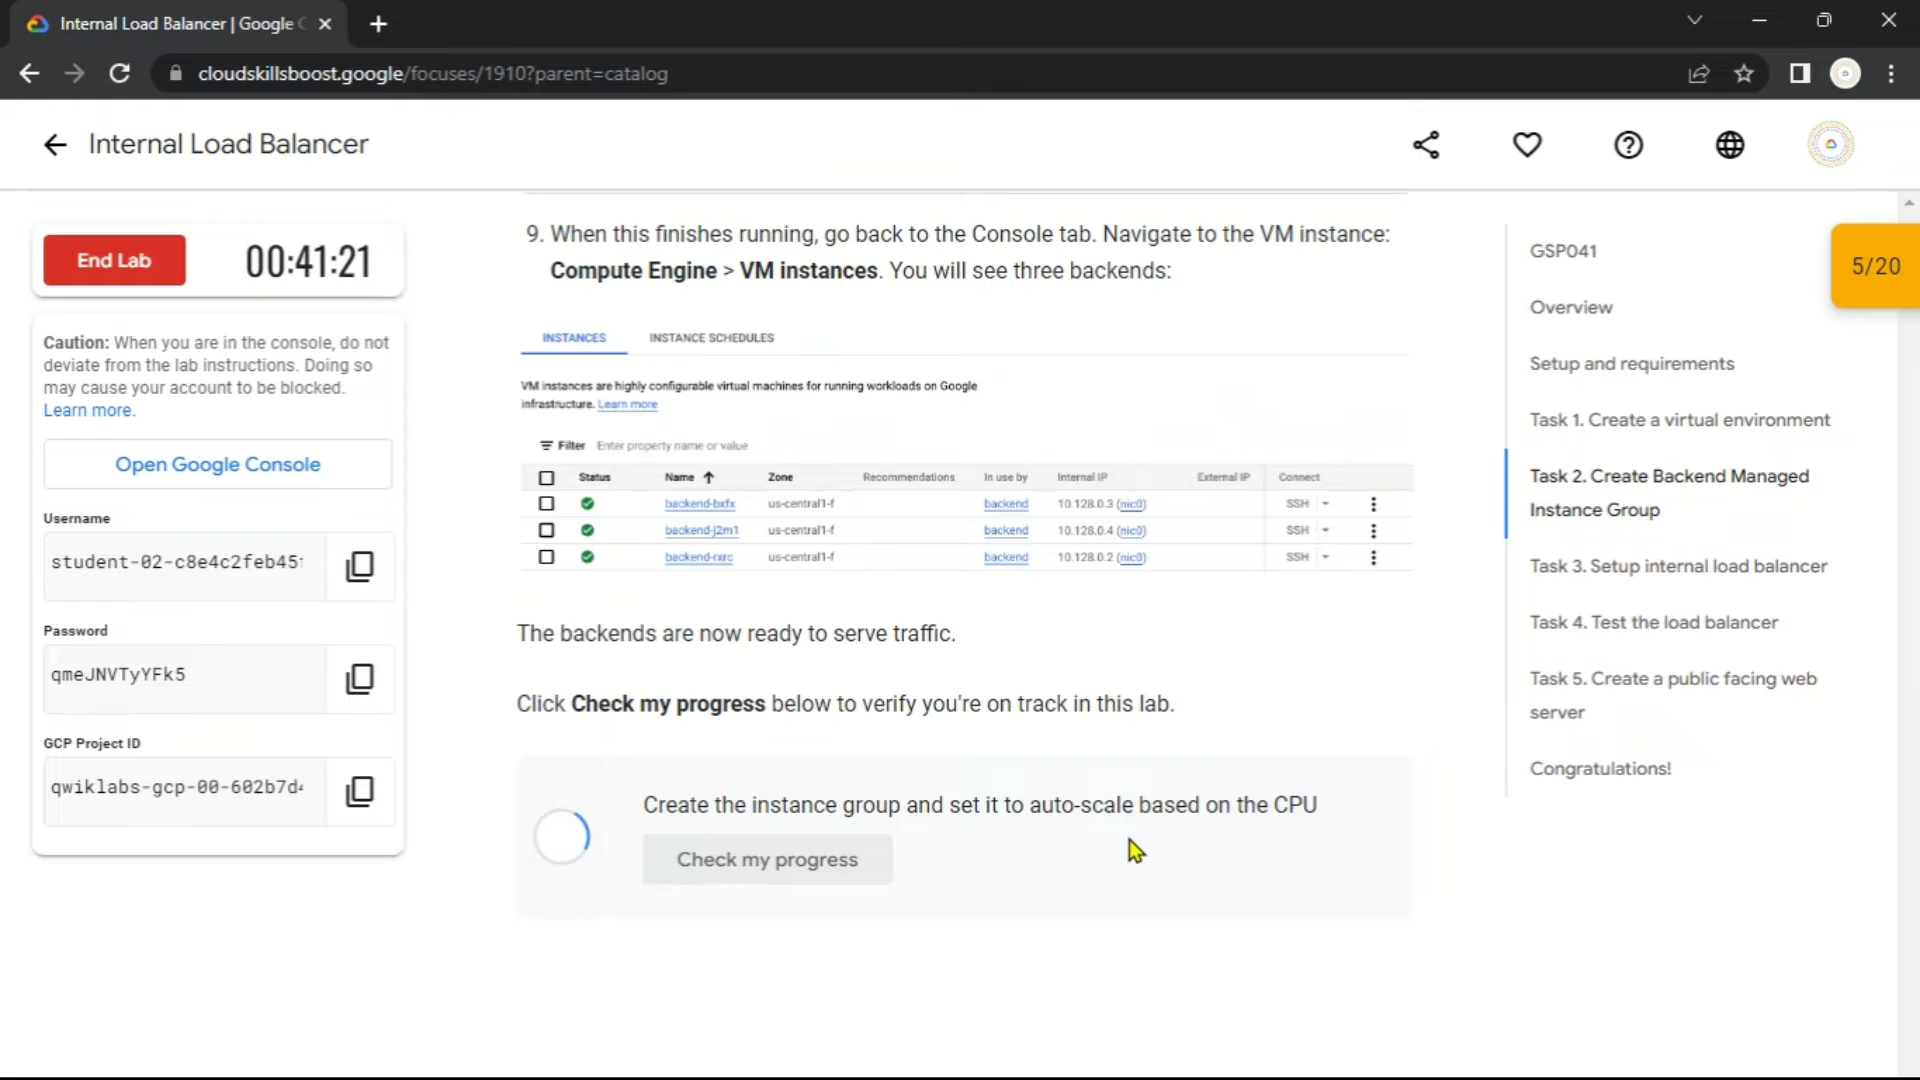 Internal Load Balancer | Google
cloudskillsboost.google/focuses/1910?parent=catalog
Internal Load Balancer
End Lab
00:41:21
Caution: When you are in the console, do not
deviate from the lab instructions. Doing so
may cause your account to be blocked.
Learn more.
Open Google Console
Username
student-02-c8e4c2feb45
Password
qmeJNVTyYFk5
GCP Project ID
qwiklabs-gcp-00-602b7d
9. When this finishes running, go back to the Console tab. Navigate to the VM instance:
Compute Engine > VM instances. You will see three backends:
INSTANCES INSTANCE SCHEDULES
VM instances are highly configurable virtual machines for running workloads on Google
infrastructure. Learn more
Filter Enter property name or value
Status Name Zone Recommendations In use by Internal IP External IP Connect
backend-bxfx us-central1-f backend 10.128.0.3 (nic0) SSH
backend-j2m1 us-central1-f backend 10.128.0.4 (nic0) SSH
backend-rxrc us-central1-f backend 10.128.0.2 (nic0) SSH
The backends are now ready to serve traffic.
Click Check my progress below to verify you're on track in this lab.
Create the instance group and set it to auto-scale based on the CPU
Check my progress
GSP041
Overview
Setup and requirements
Task 1. Create a virtual environment
Task 2. Create Backend Managed
Instance Group
Task 3. Setup internal load balancer
Task 4. Test the load balancer
Task 5. Create a public facing web
server
Congratulations!
5/20